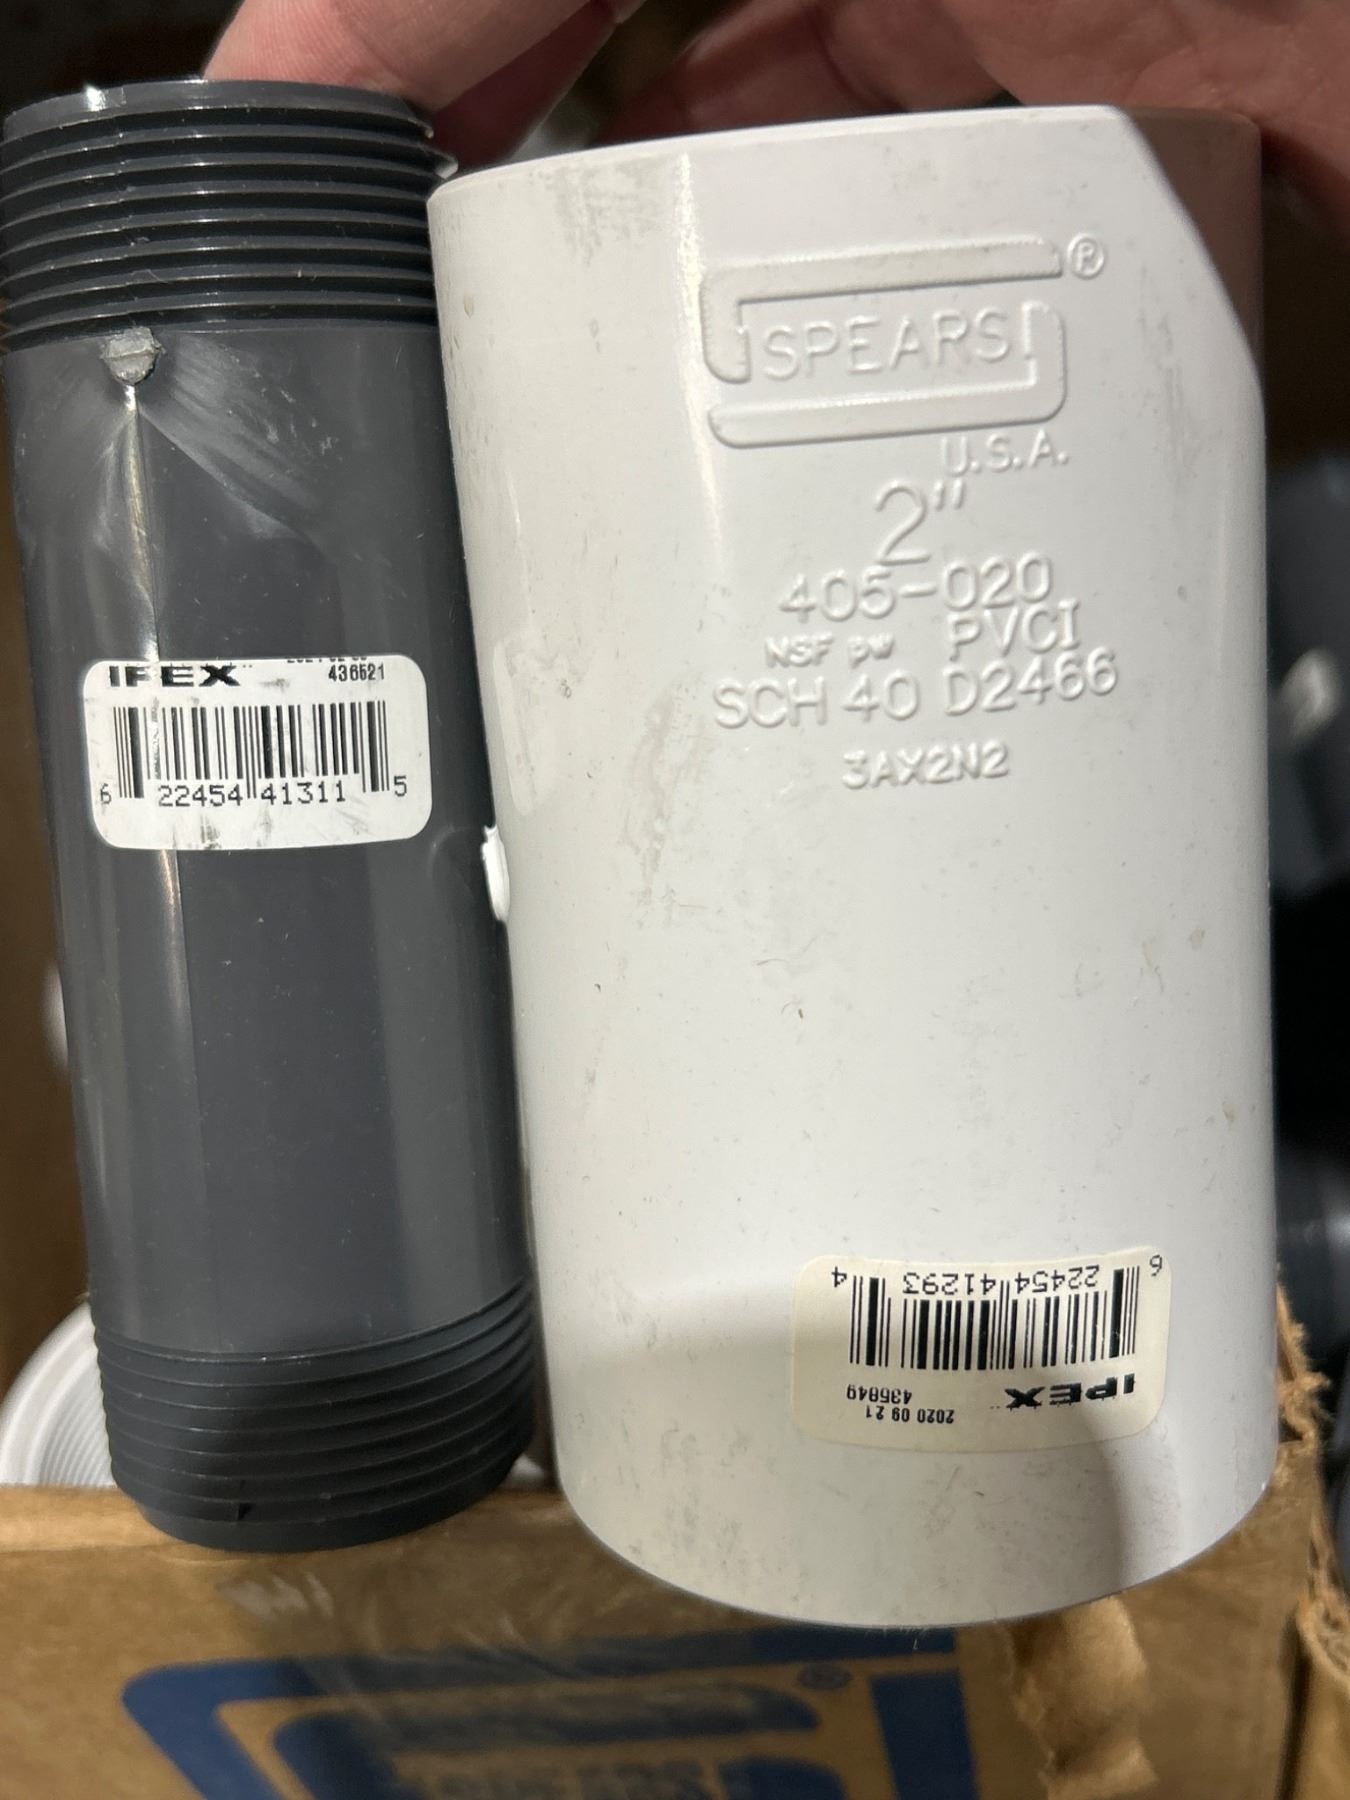 IPEX 436521
6 22454 41311 5
SPEARS®
U.S.A.
2"
405-020
NSF pw PVCI
SCH 40 D2466
3AX2N2
2020 09 21
IPEX 435849
6 22454 41293 4
®